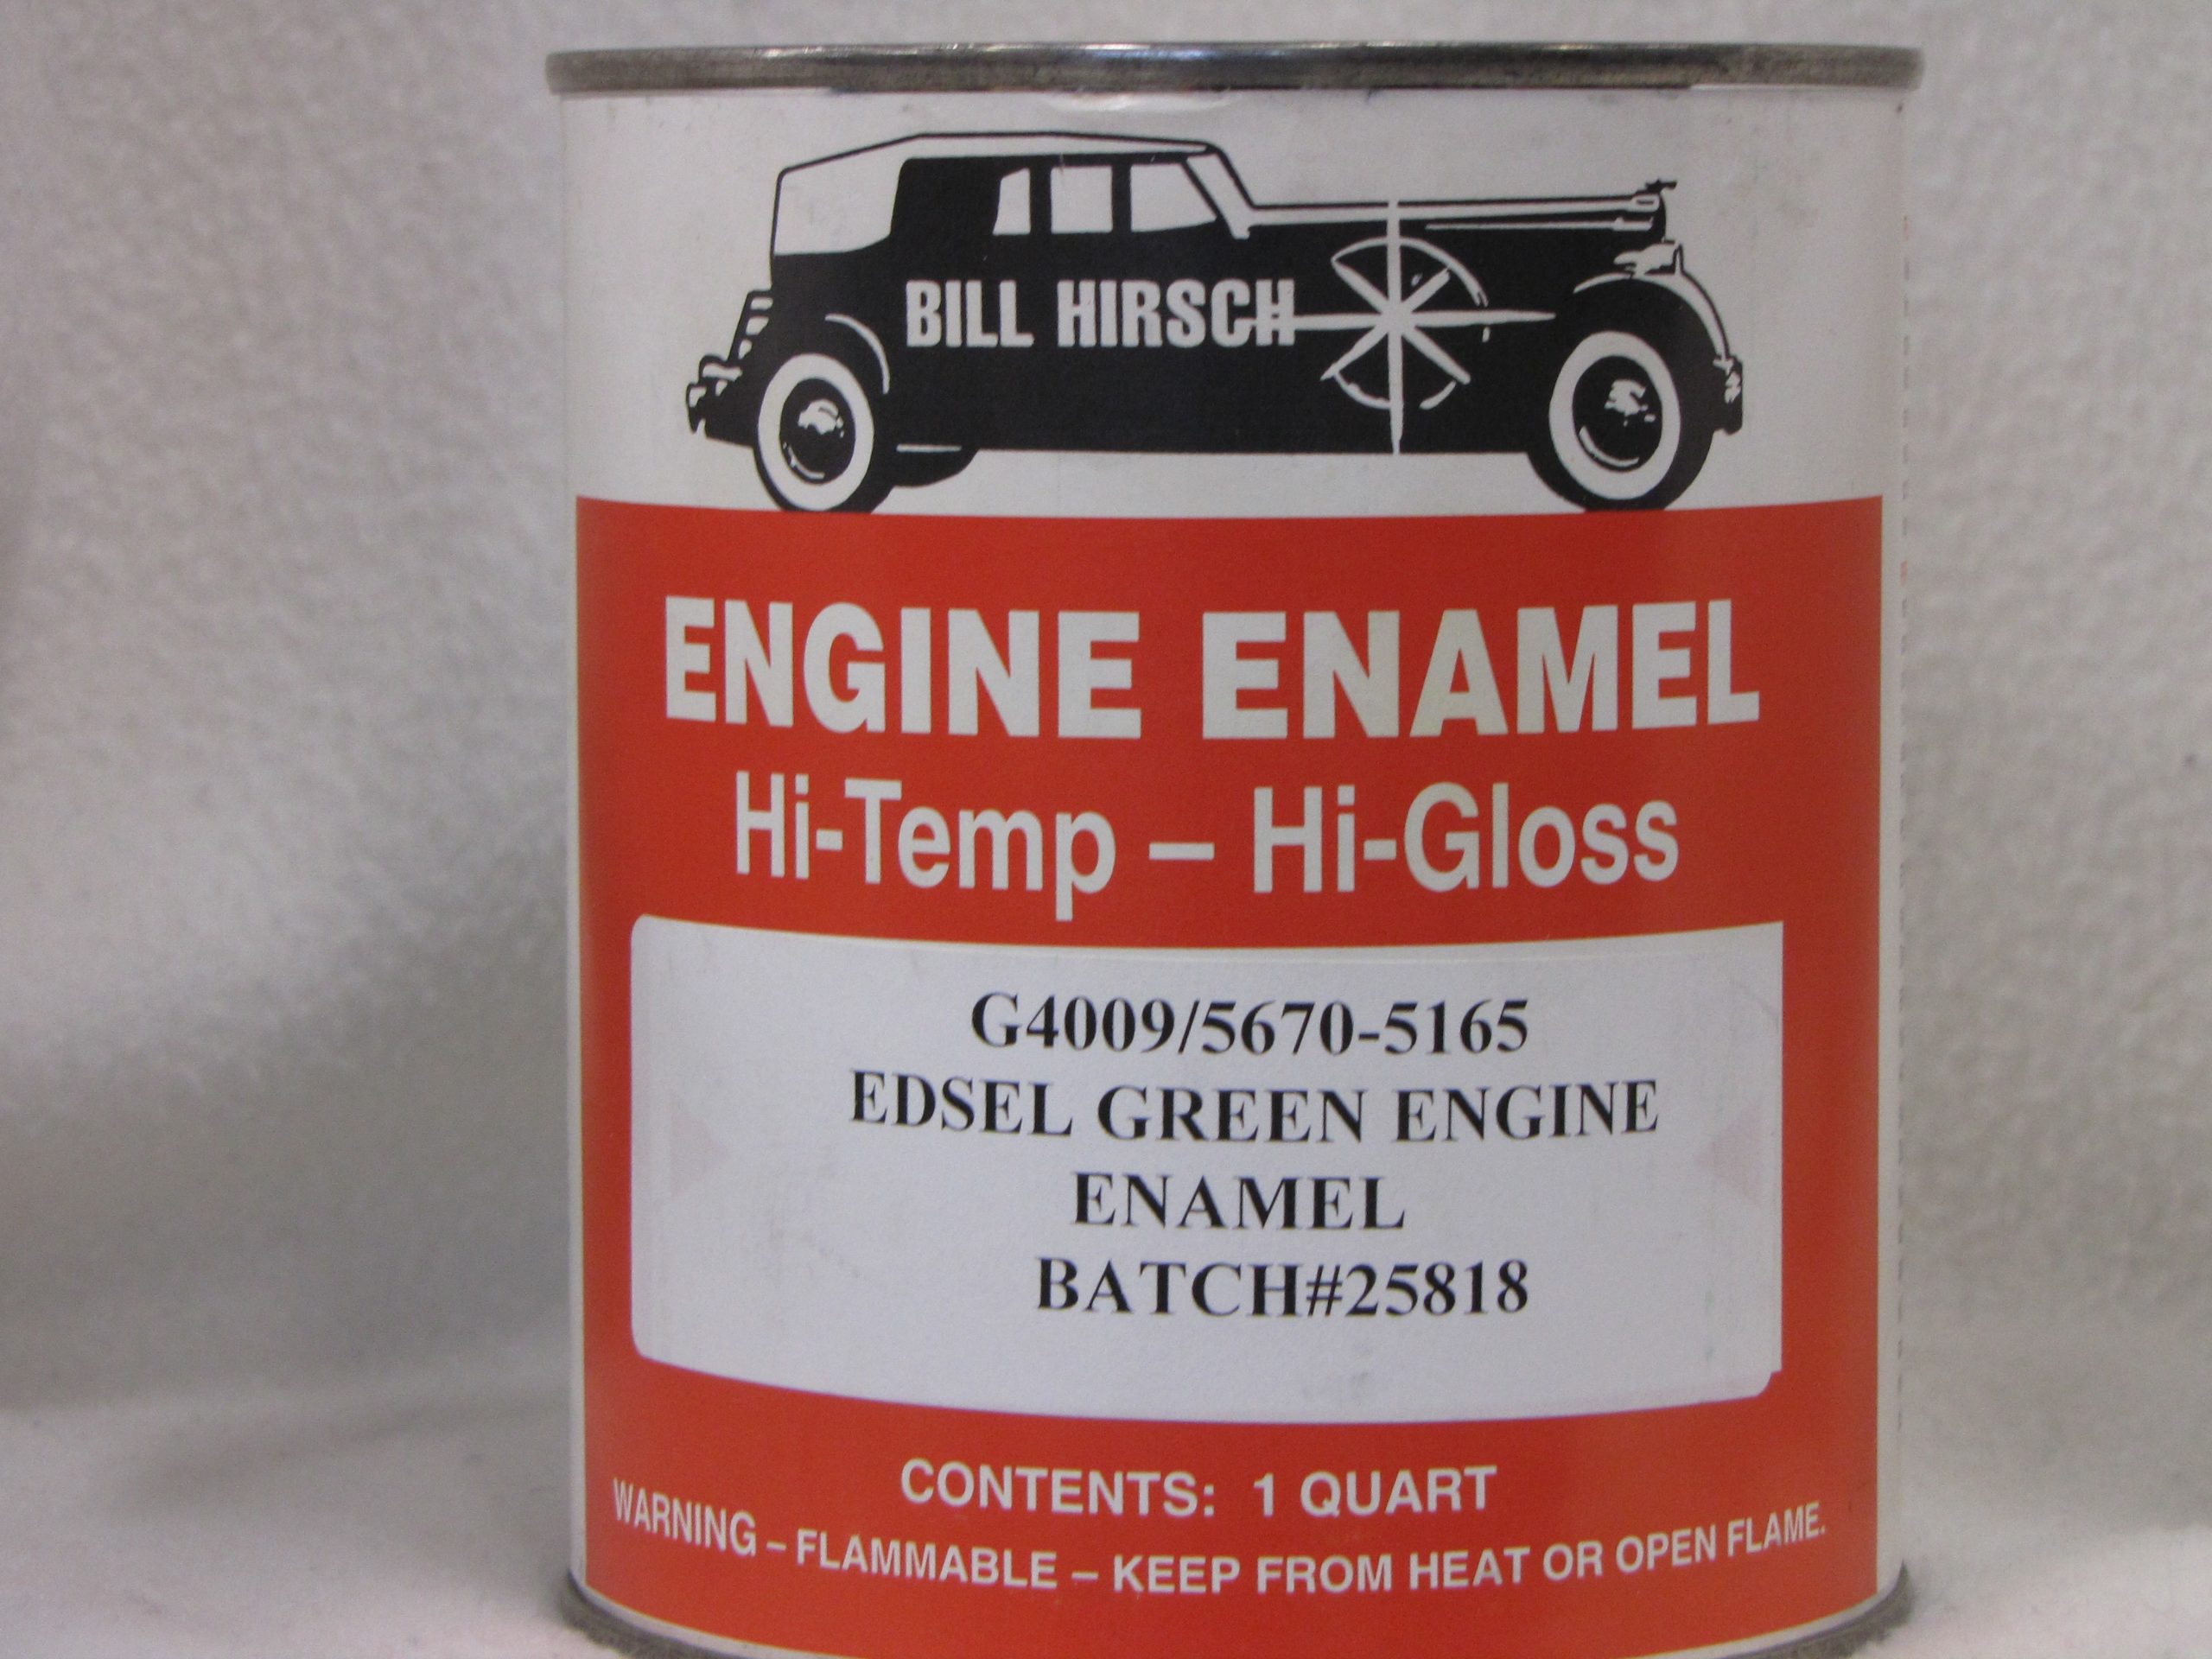 BILL HIRSCH
ENGINE ENAMEL
Hi-Temp – Hi-Gloss
G4009/5670-5165
EDSEL GREEN ENGINE
ENAMEL
BATCH#25818
CONTENTS: 1 QUART
WARNING – FLAMMABLE – KEEP FROM HEAT OR OPEN FLAME.